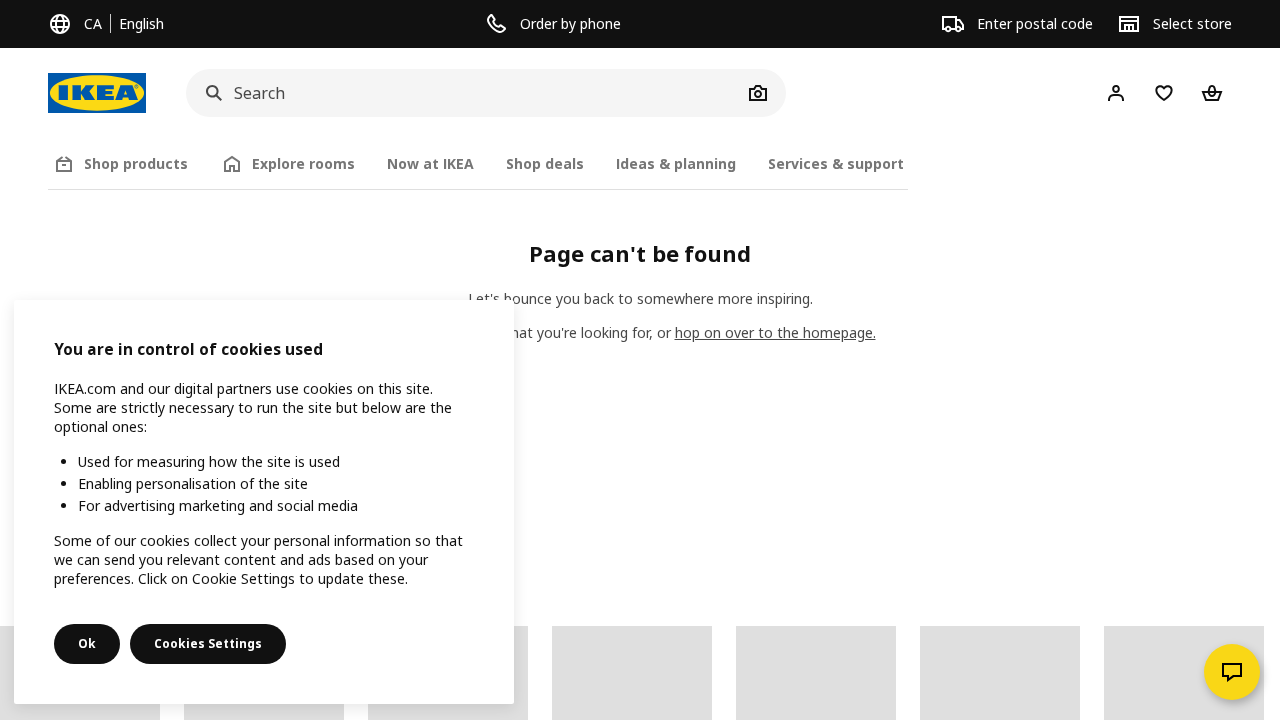 CA English
Order by phone
Enter postal code
Select store
IKEA
Search
Shop products
Explore rooms
Now at IKEA
Shop deals
Ideas & planning
Services & support
Page can't be found
Let's bounce you back to somewhere more inspiring.
you're looking for, or hop on over to the homepage.
You are in control of cookies used
IKEA.com and our digital partners use cookies on this site.
Some are strictly necessary to run the site but below are the
optional ones:
Used for measuring how the site is used
Enabling personalisation of the site
For advertising marketing and social media
Some of our cookies collect your personal information so that
we can send you relevant content and ads based on your
preferences. Click on Cookie Settings to update these.
Ok
Cookies Settings